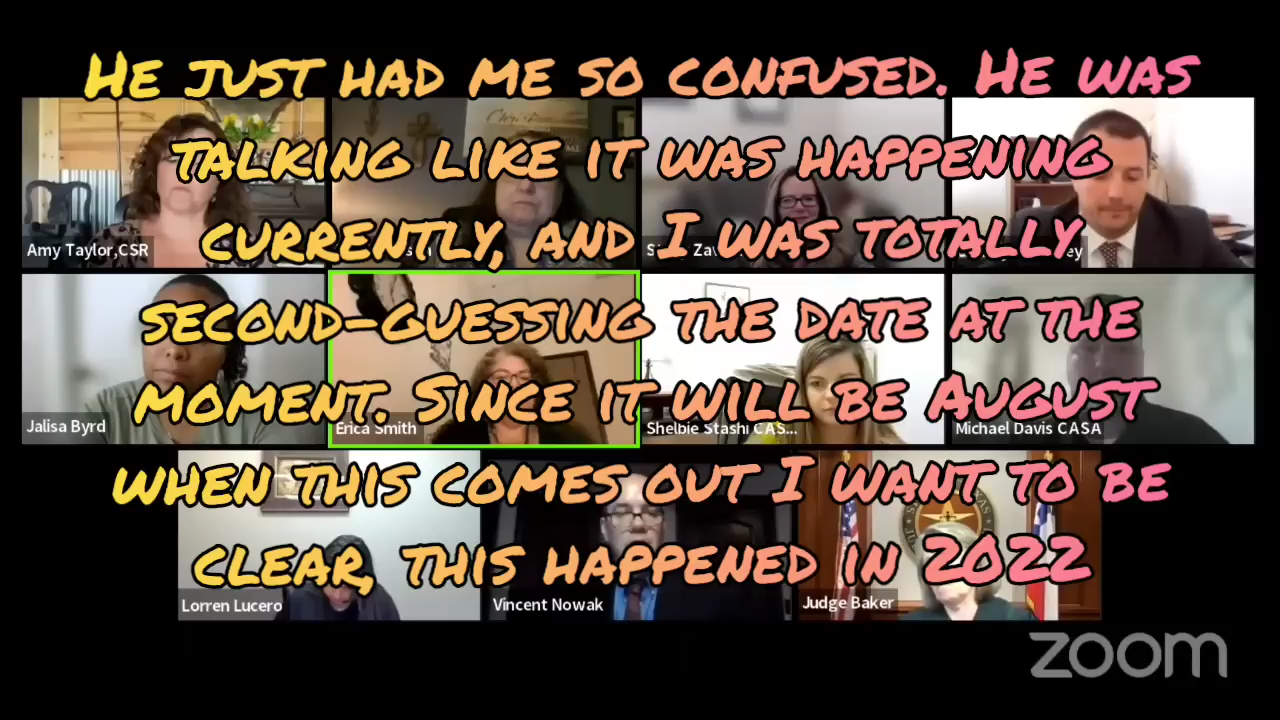 He just had me so confused. He was
talking like it was happening
currently, and I was totally
Amy Taylor,CSR
second-guessing the date at the
moment. Since it will be August
Jalisa Byrd
Erica Smith
Shelbie Stashi CAS...
Michael Davis CASA
when this comes out I want to be
clear, this happened in 2022
Lorren Lucero
Vincent Nowak
Judge Baker
zoom